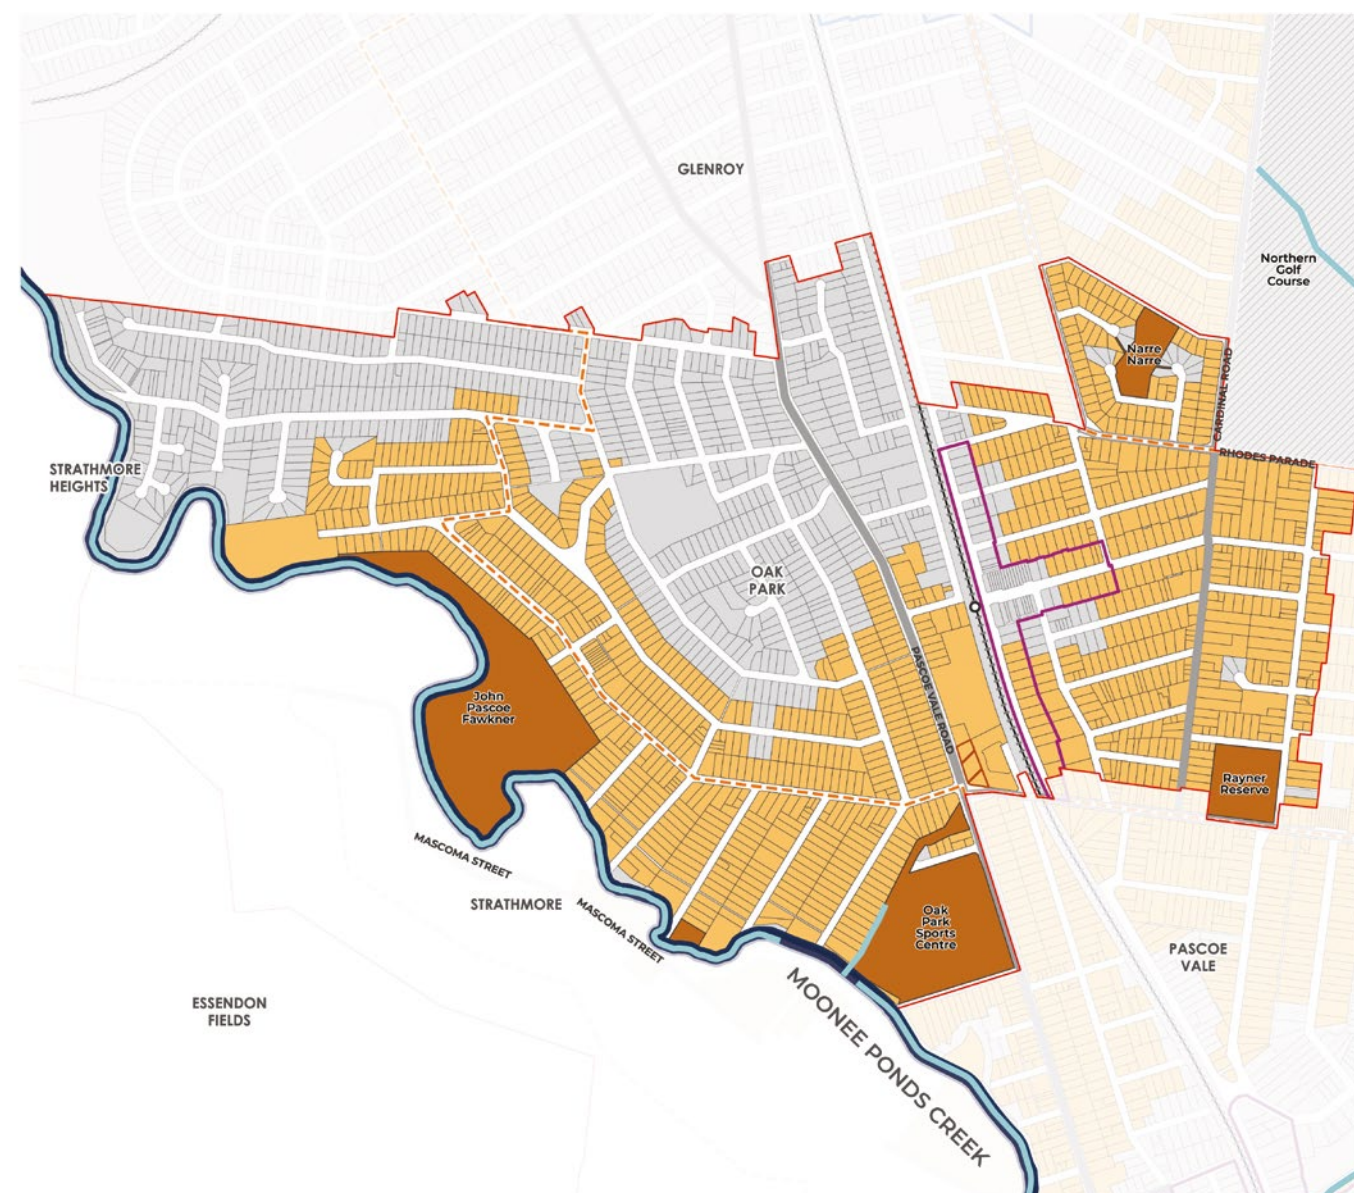 GLENROY
Northern
Golf
Course
Narre
Narre
CARDINAL ROAD
RHODES PARADE
STRATHMORE
HEIGHTS
OAK
PARK
PASCOE VALE ROAD
John
Pascoe
Fawkner
Rayner
Reserve
MASCOMA STREET
STRATHMORE
MASCOMA STREET
Oak
Park
Sports
Centre
PASCOE
VALE
ESSENDON
FIELDS
MOONEE PONDS CREEK